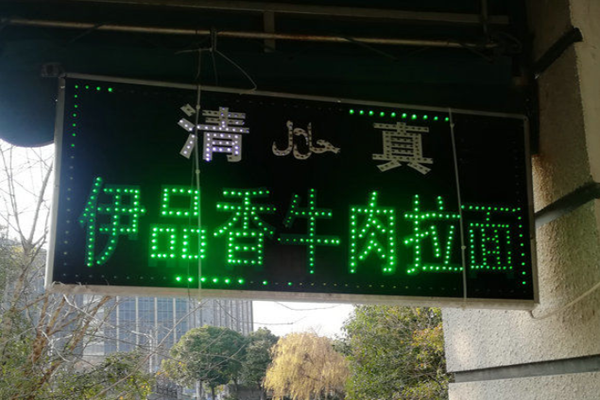 清 حلال 真
伊品香牛肉拉面